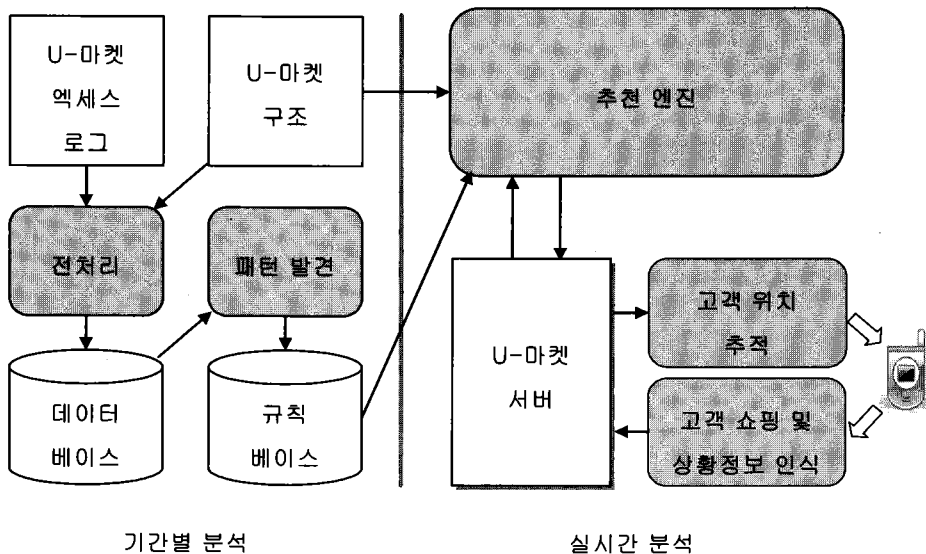 U-마켓
엑세스
로그
U-마켓
구조
추천 엔진
전처리
패턴 발견
데이터
베이스
규칙
베이스
U-마켓
서버
고객 위치
추적
고객 쇼핑 및
상황정보 인식
기간별 분석
실시간 분석